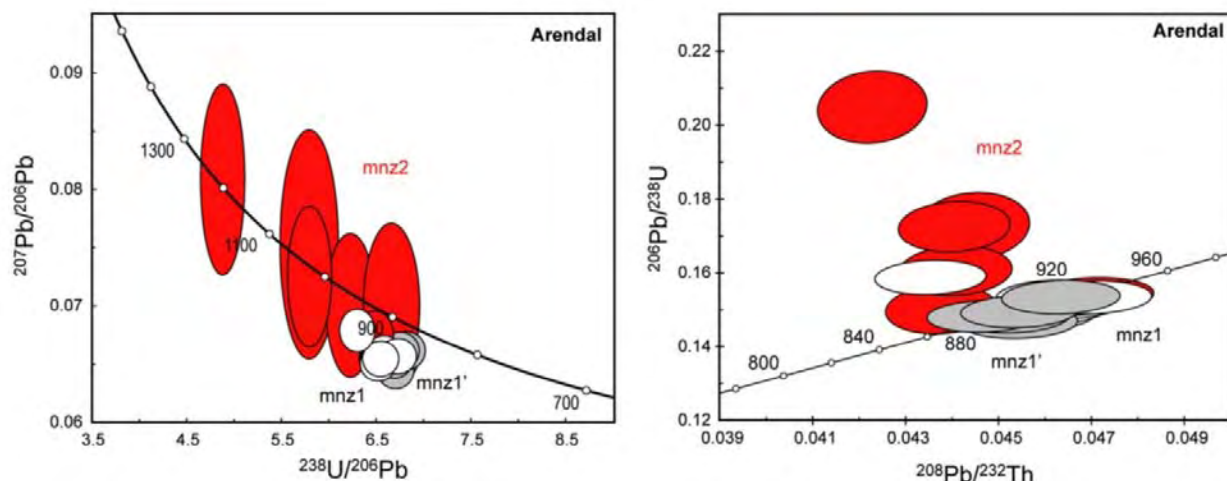 Arendal
0.09
0.08
0.07
0.06
207Pb/206Pb
1300
1100
900
700
mnz2
mnz1
mnz1'
3.5 4.5 5.5 6.5 7.5 8.5
238U/206Pb
Arendal
0.22
0.20
0.18
0.16
0.14
0.12
206Pb/238U
mnz2
960
920
880
840
800
mnz1
mnz1'
0.039 0.041 0.043 0.045 0.047 0.049
208Pb/232Th